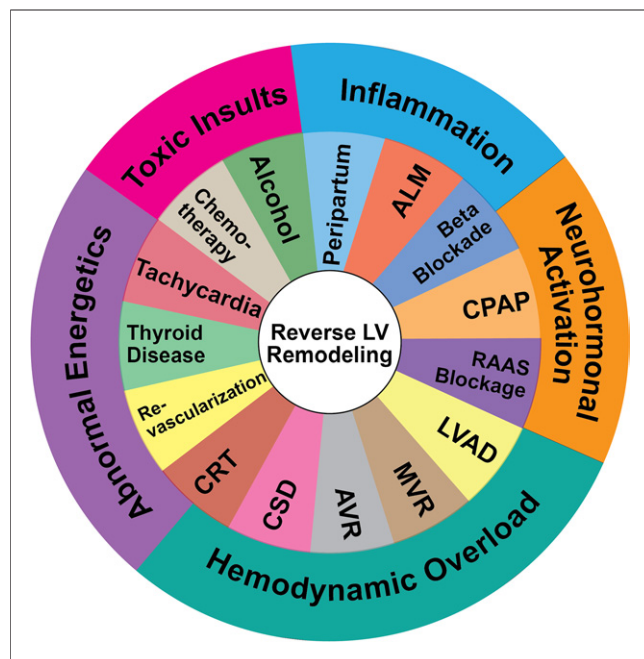 Toxic Insults
Inflammation
Neurohormonal
Activation
Hemodynamic Overload
Abnormal Energetics
Alcohol
Peripartum
ALM
Beta
Blockade
CPAP
RAAS
Blockage
LVAD
MVR
AVR
CSD
CRT
Re-
vascularization
Thyroid
Disease
Tachycardia
Chemo-
therapy
Reverse LV
Remodeling